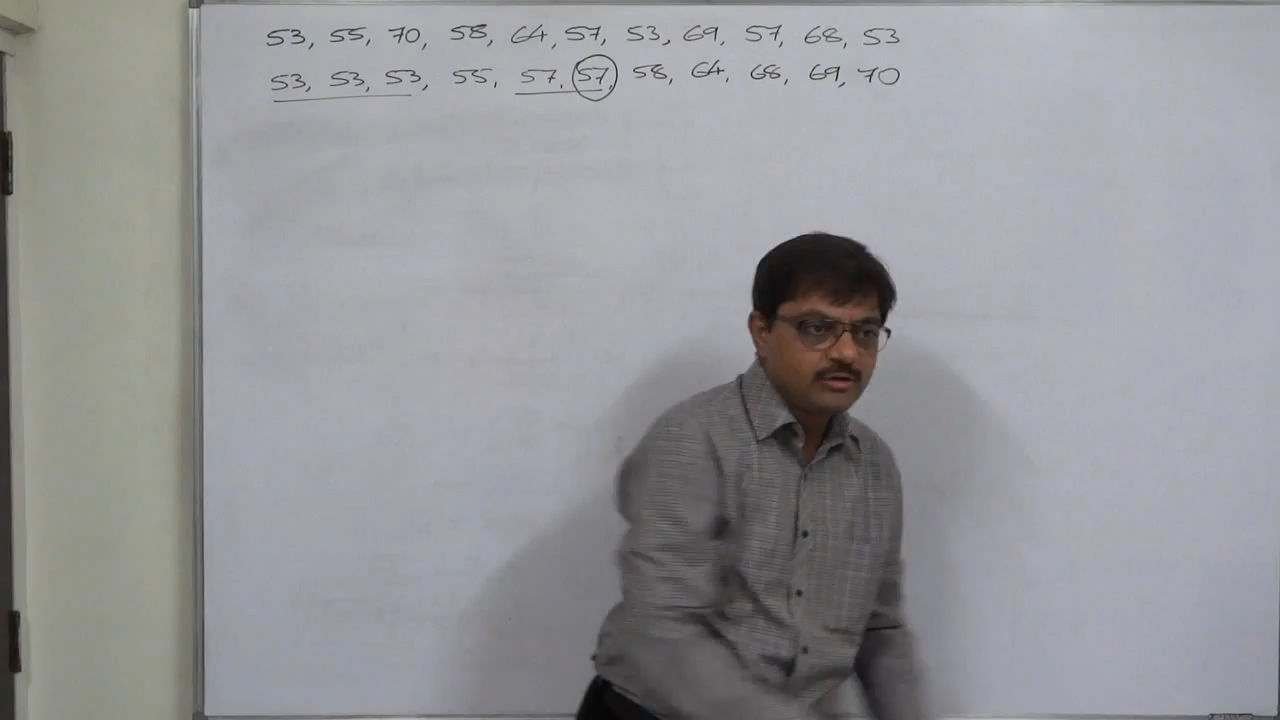 53, 55, 70, 58, 64, 57, 53, 69, 57, 68, 53
53, 53, 53, 55, 57, 57, 58, 64, 68, 69, 70